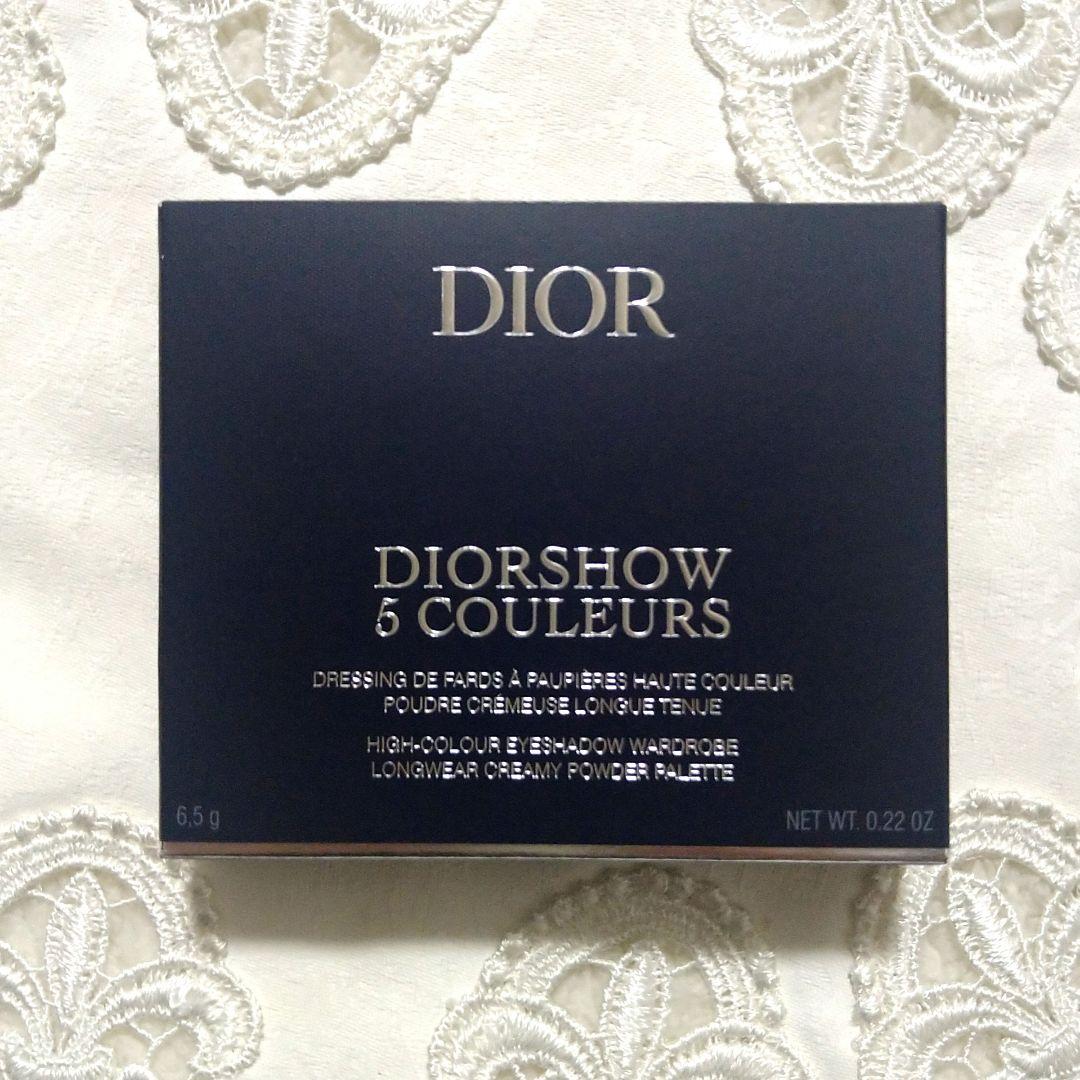 DIOR
DIORSHOW
5 COULEURS
DRESSING DE FARDS À PAUPIÈRES HAUTE COULEUR
POUDRE CRÉMEUSE LONGUE TENUE
HIGH-COLOUR EYESHADOW WARDROBE
LONGWEAR CREAMY POWDER PALETTE
6,5 g NET WT. 0.22 OZ